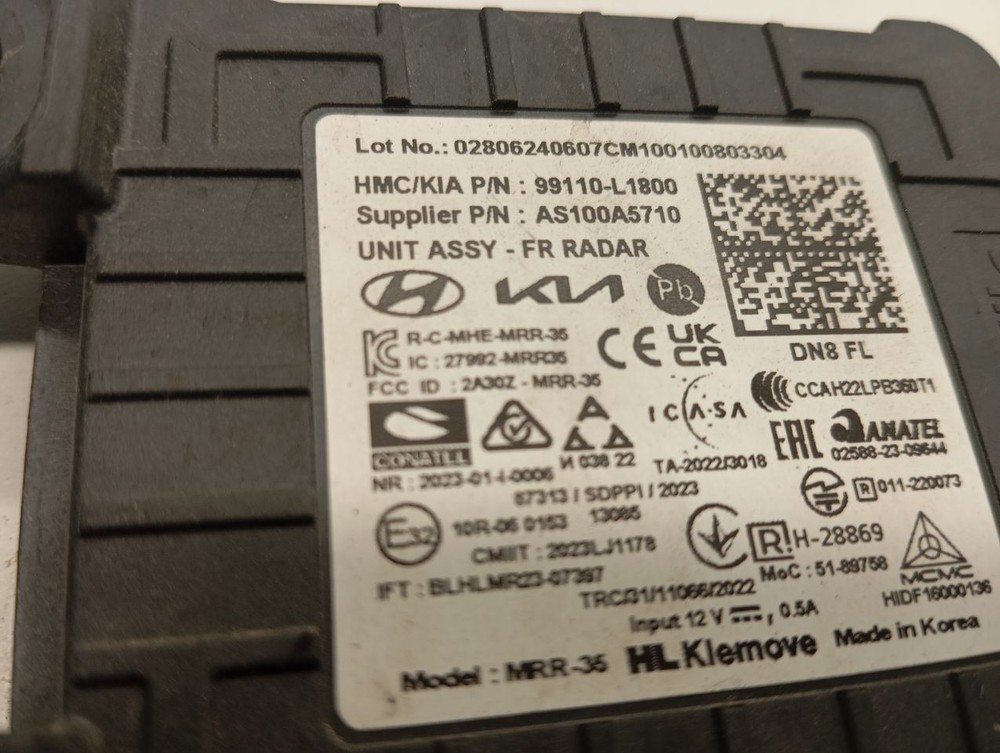 Lot No.: 02806240607CM100100803304
HMC/KIA P/N : 99110-L1800
Supplier P/N : AS100A5710
UNIT ASSY - FR RADAR
KIA Pb
R-C-MHE-MRR-35
IC : 27992-MRR35
CE UK CA
DN8 FL
FCC ID : 2A30Z - MRR-35
ICASA
CCAH22LPB360T1
CONATEL
И 038 22
TA-2022/3018
EAC
ANATEL
02588-23-09644
NR : 2023-01-I-0006
87313 / SDPPI / 2023
13085
R 011-220073
E32
10R-06 0153
CMIIT : 2023LJ1178
R! H-28869
MoC : 51-89758
MCMC
HIDF16000136
IFT : BLHLMR23-07397
TRC/31/11066/2022
Input 12 V , 0.5A
Model : MRR-35 HL Klemove Made in Korea